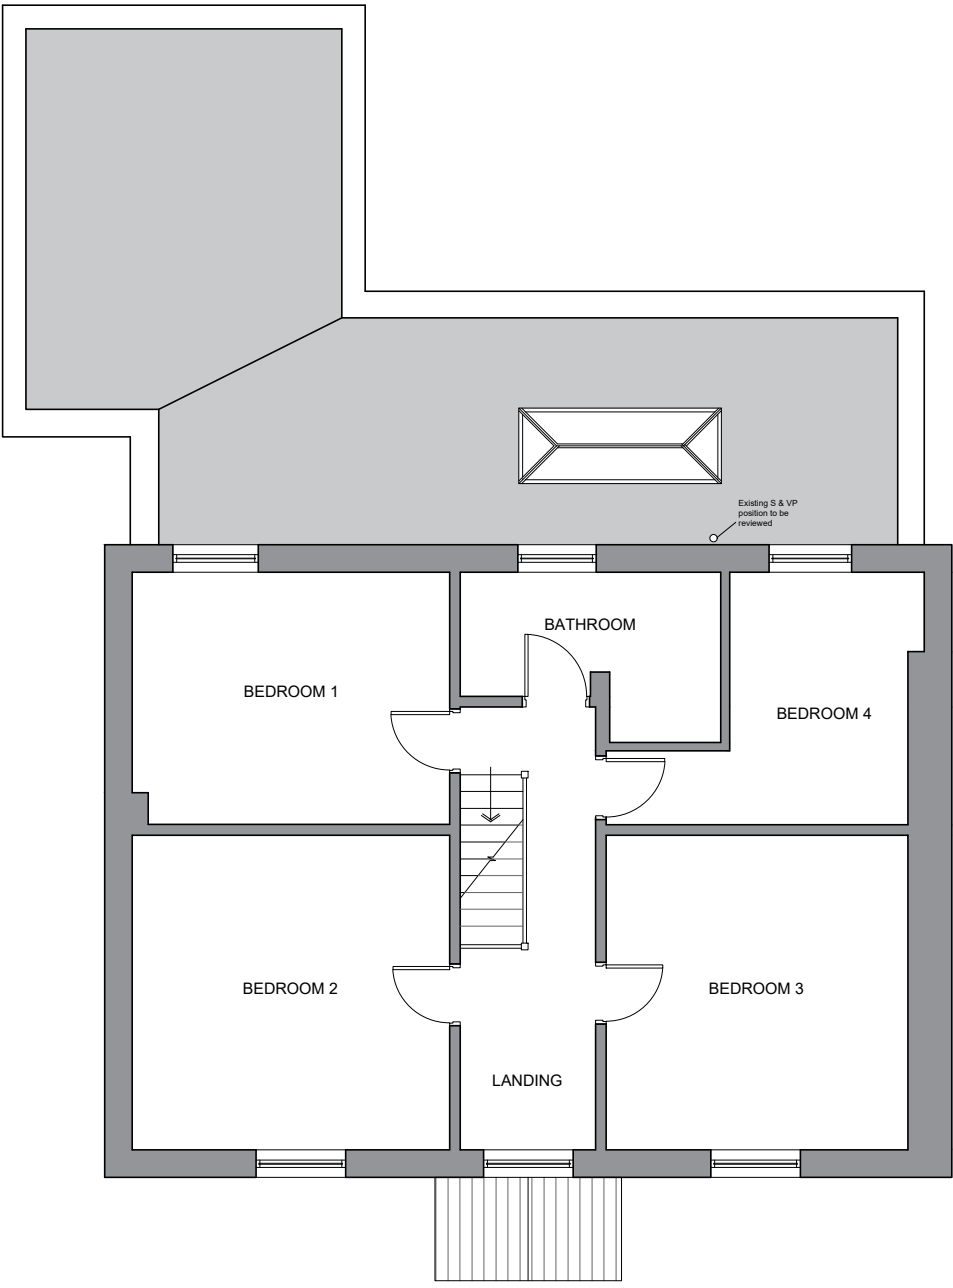 Existing S & VP
position to be
reviewed
BATHROOM
BEDROOM 1
BEDROOM 4
BEDROOM 2
BEDROOM 3
LANDING